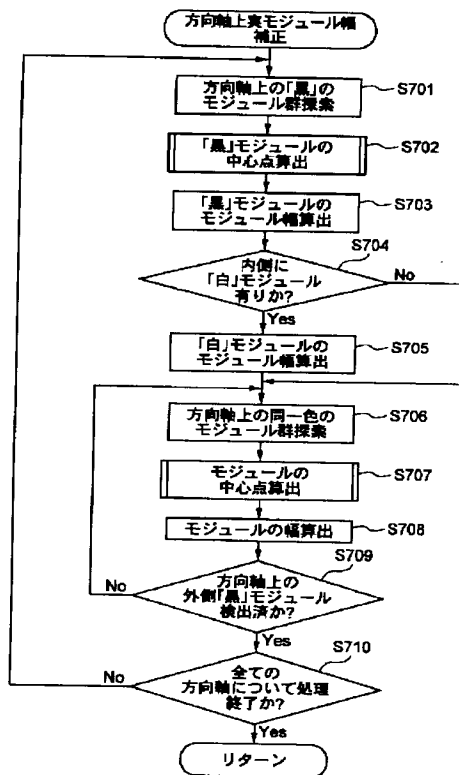 方向軸上実モジュール幅
補正
方向軸上の「黒」の
モジュール群探索
S701
「黒」モジュールの
中心点算出
S702
「黒」モジュールの
モジュール幅算出
S703
S704
内側に
「白」モジュール
有りか?
No
Yes
「白」モジュールの
モジュール幅算出
S705
方向軸上の同一色の
モジュール群探索
S706
モジュールの
中心点算出
S707
モジュールの幅算出
S708
S709
方向軸上の
外側「黒」モジュール
検出済か?
No
Yes
S710
全ての
方向軸について処理
終了か?
No
Yes
リターン